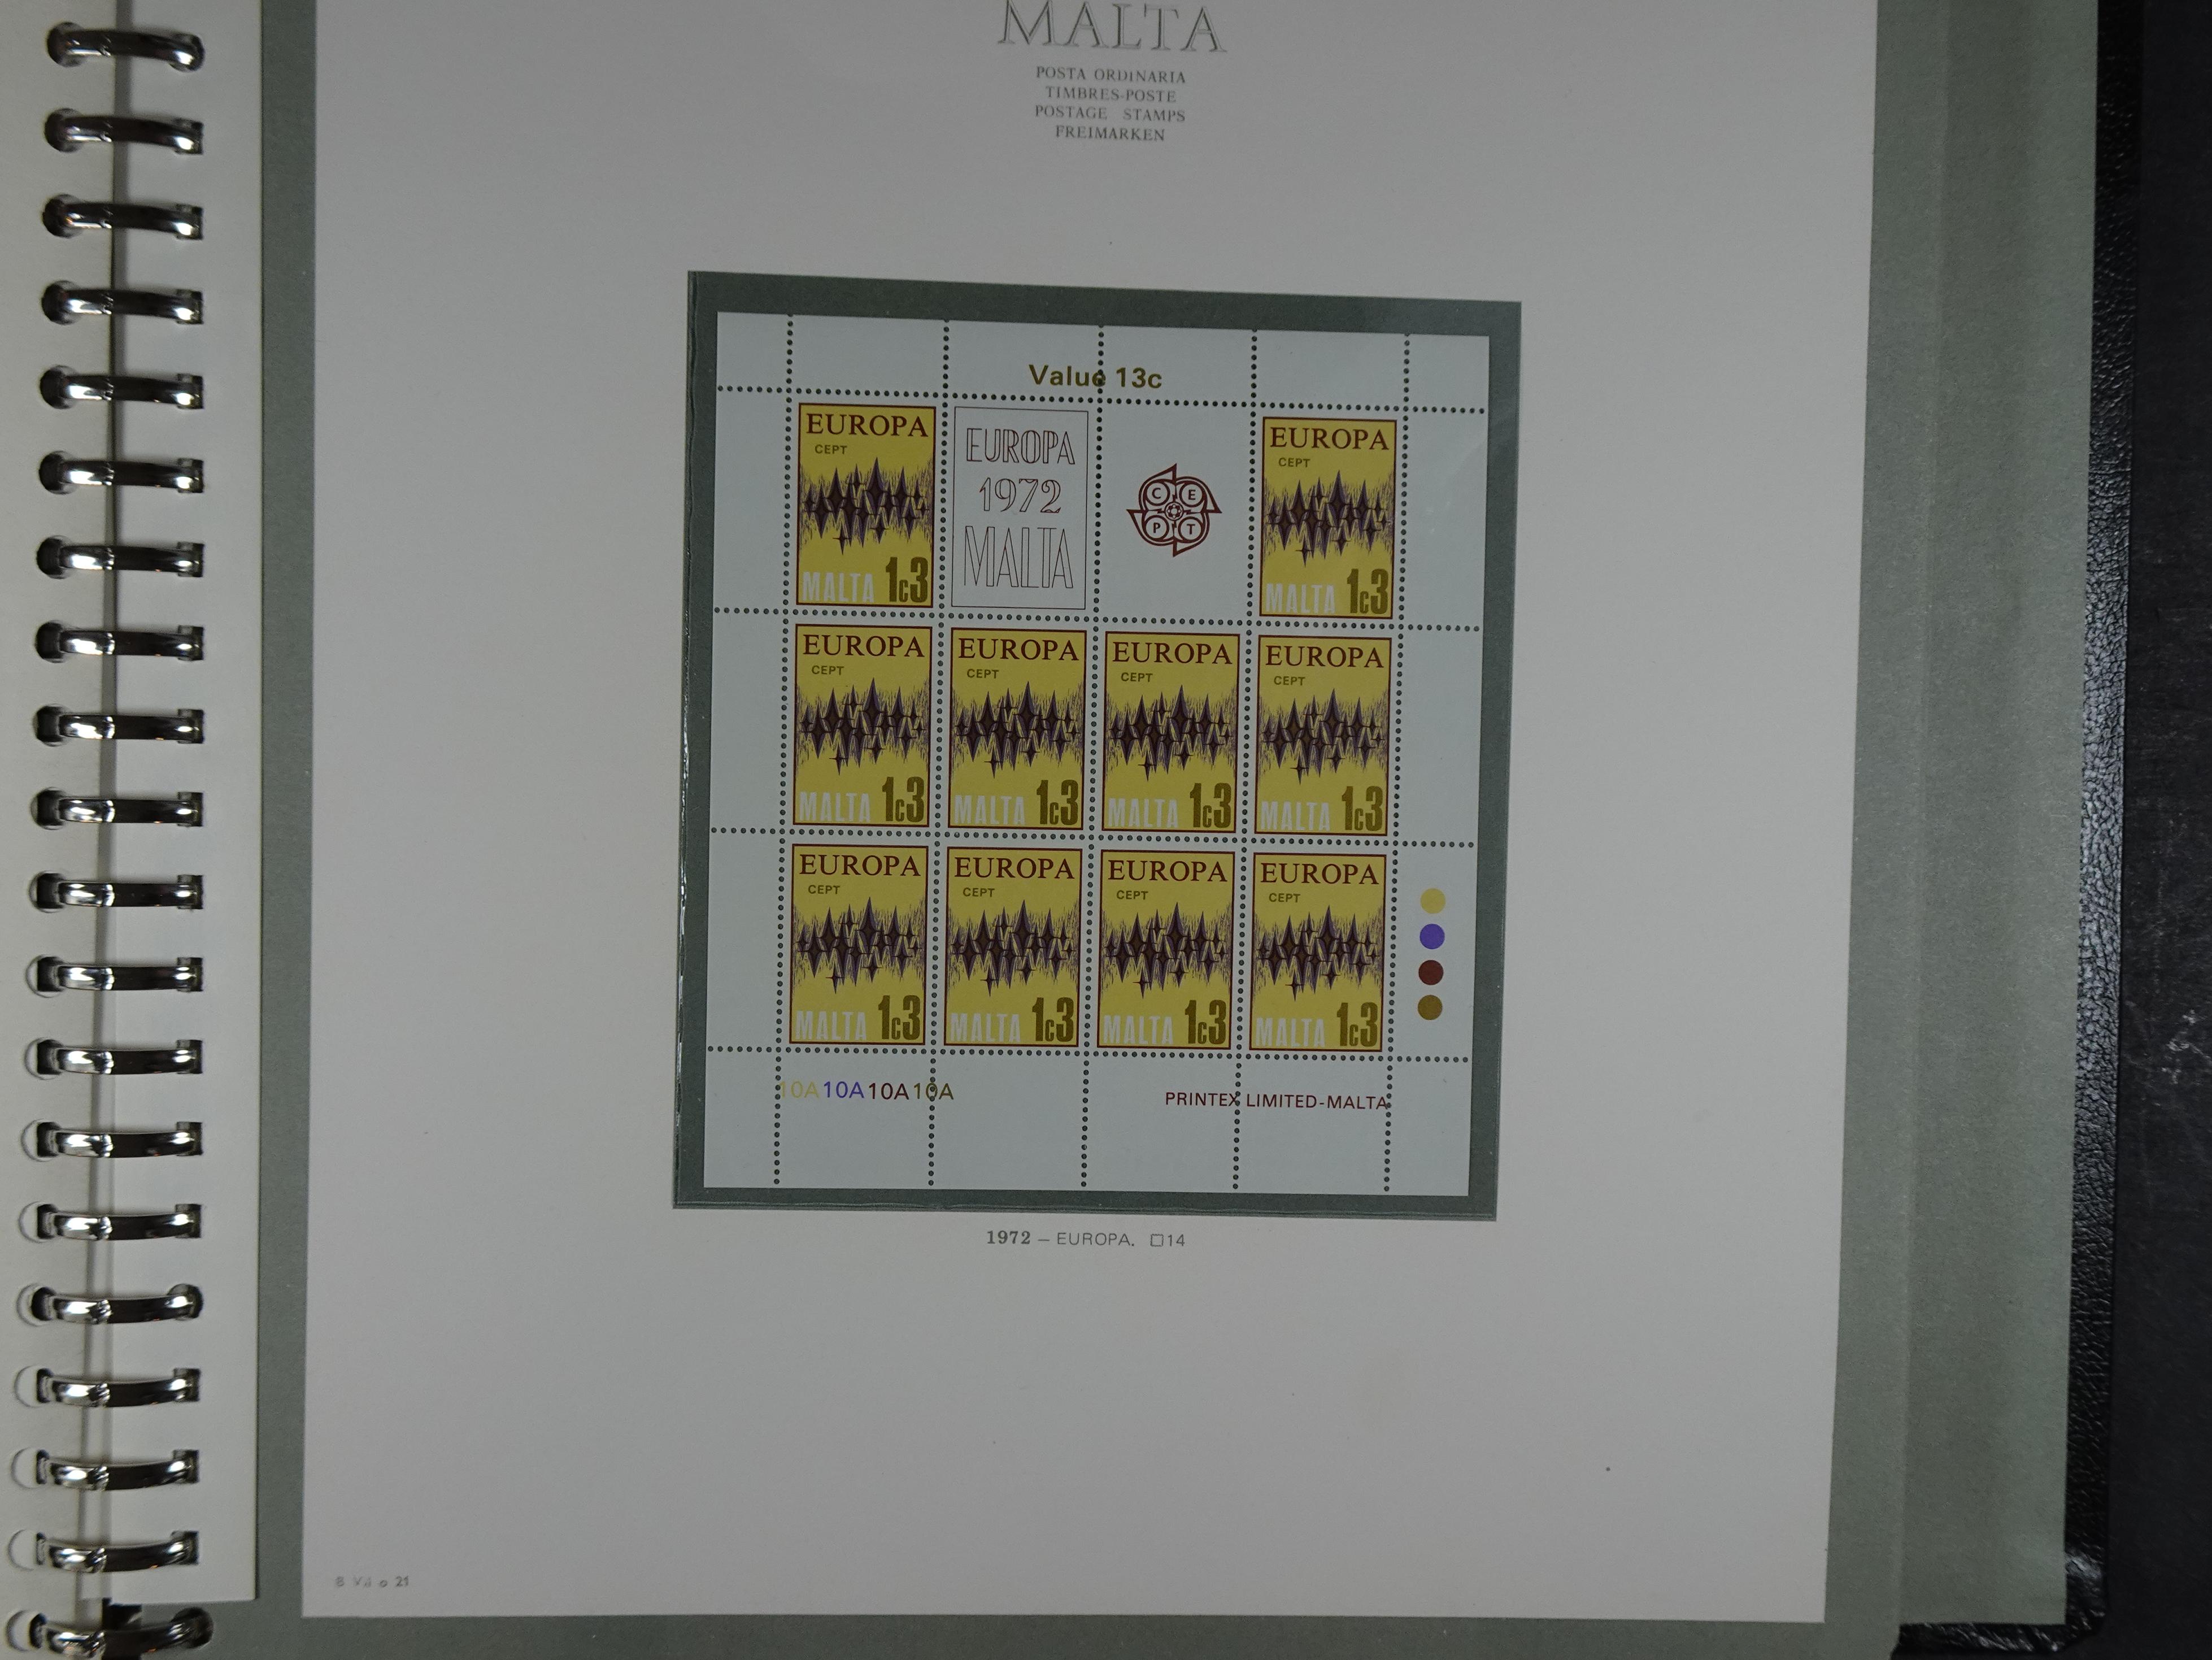 MALTA
POSTA ORDINARIA
TIMBRES-POSTE
POSTAGE STAMPS
FREIMARKEN
Value 13c
EUROPA
CEPT
MALTA 1c3
EUROPA
1972
MALTA
C E
P T
EUROPA
CEPT
MALTA 1c3
EUROPA
CEPT
MALTA 1c3
EUROPA
CEPT
MALTA 1c3
EUROPA
CEPT
MALTA 1c3
EUROPA
CEPT
MALTA 1c3
EUROPA
CEPT
MALTA 1c3
EUROPA
CEPT
MALTA 1c3
EUROPA
CEPT
MALTA 1c3
EUROPA
CEPT
MALTA 1c3
10A10A10A10A
PRINTEX LIMITED-MALTA
1972 – EUROPA. □14
21